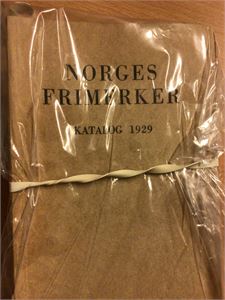 NORGES
FRIMERKER
KATALOG 1929